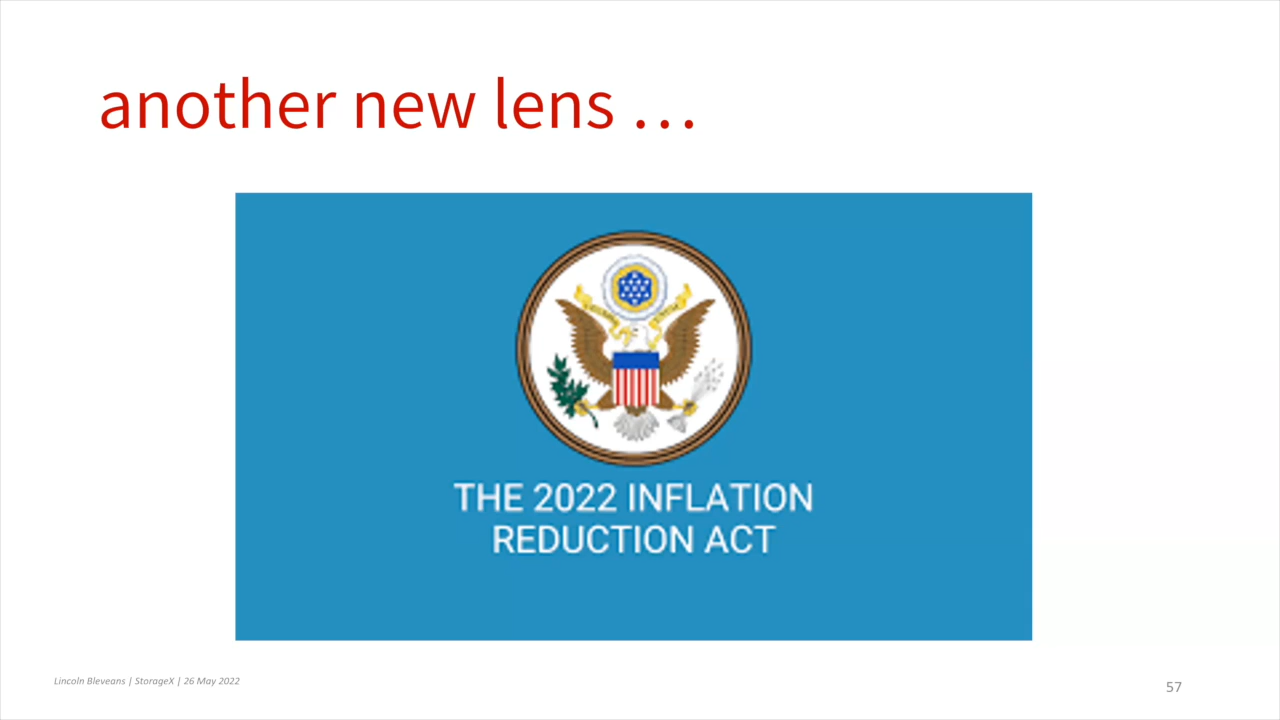 another new lens …
THE 2022 INFLATION
REDUCTION ACT
Lincoln Bleveans | StorageX | 26 May 2022
57